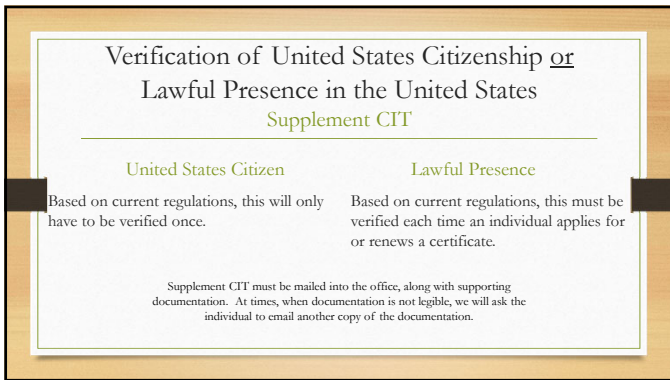 Verification of United States Citizenship or
Lawful Presence in the United States
Supplement CIT
United States Citizen
Based on current regulations, this will only
have to be verified once.
Lawful Presence
Based on current regulations, this must be
verified each time an individual applies for
or renews a certificate.
Supplement CIT must be mailed into the office, along with supporting
documentation. At times, when documentation is not legible, we will ask the
individual to email another copy of the documentation.